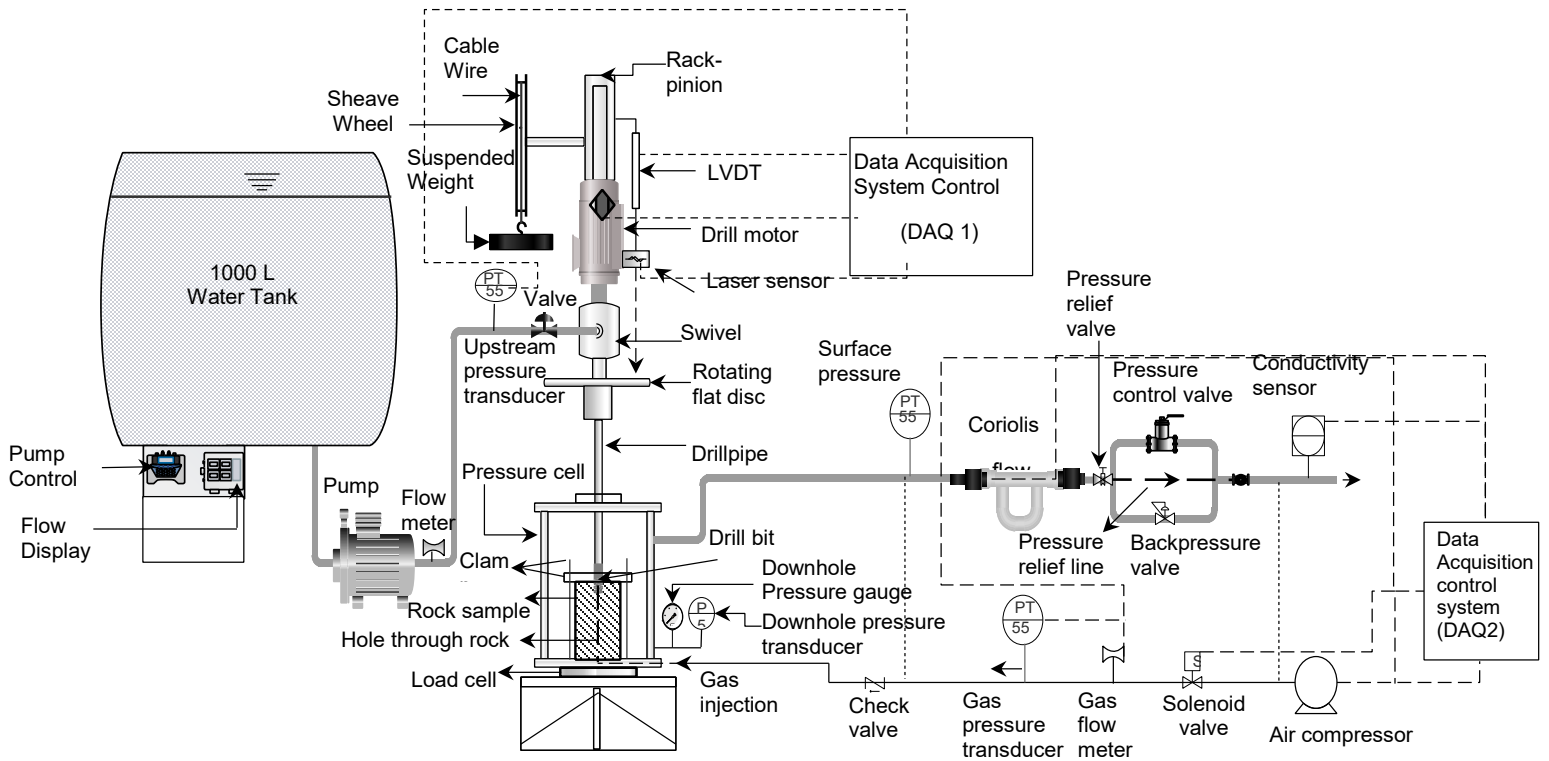 Cable
Wire
Rack-
pinion
Sheave
Wheel
Suspended
Weight
LVDT
Data Acquisition
System Control
(DAQ 1)
Drill motor
1000 L
Water Tank
PT
55
Laser sensor
Valve
Swivel
Upstream
pressure
transducer
Rotating
flat disc
Pressure
relief
valve
Surface
pressure
PT
55
Pressure
control valve
Conductivity
sensor
Coriolis
flow
Pump
Control
Flow
Display
Pump
Flow
meter
Pressure cell
Drillpipe
Drill bit
Clam
Rock sample
Hole through rock
Load cell
Downhole
Pressure gauge
P
5
Downhole pressure
transducer
Gas
injection
Pressure
relief line
Backpressure
valve
Data
Acquisition
control
system
(DAQ2)
PT
55
S
Check
valve
Gas
pressure
transducer
Gas
flow
meter
Solenoid
valve
Air compressor